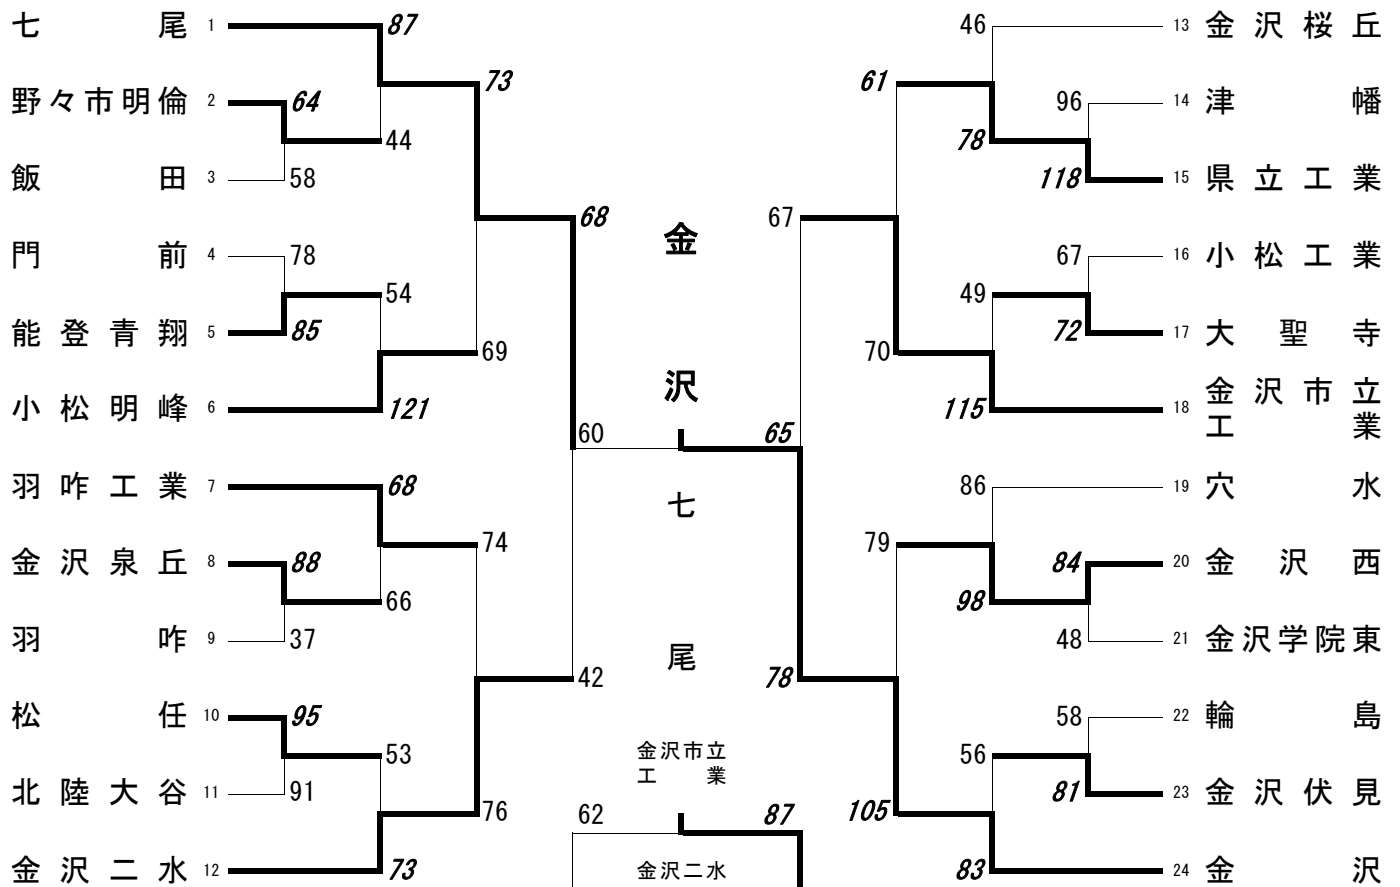 七尾 1 87
野々市明倫 2 64
44
飯田 3 58
73
門前 4 78
54
能登青翔 5 85
69
小松明峰 6 121
68
60
羽咋工業 7 68
74
金沢泉丘 8 88
66
羽咋 9 37
42
松任 10 95
53
北陸大谷 11 91
76
金沢二水 12 73
金沢
七尾
金沢市立
工業
62 87
金沢二水
46 13 金沢桜丘
61
96 14 津幡
78
118 15 県立工業
67
67 16 小松工業
49
72 17 大聖寺
70
115 18 金沢市立
工業
65
86 19 穴水
79
84 20 金沢西
98
48 21 金沢学院東
78
58 22 輪島
56
81 23 金沢伏見
105
83 24 金沢